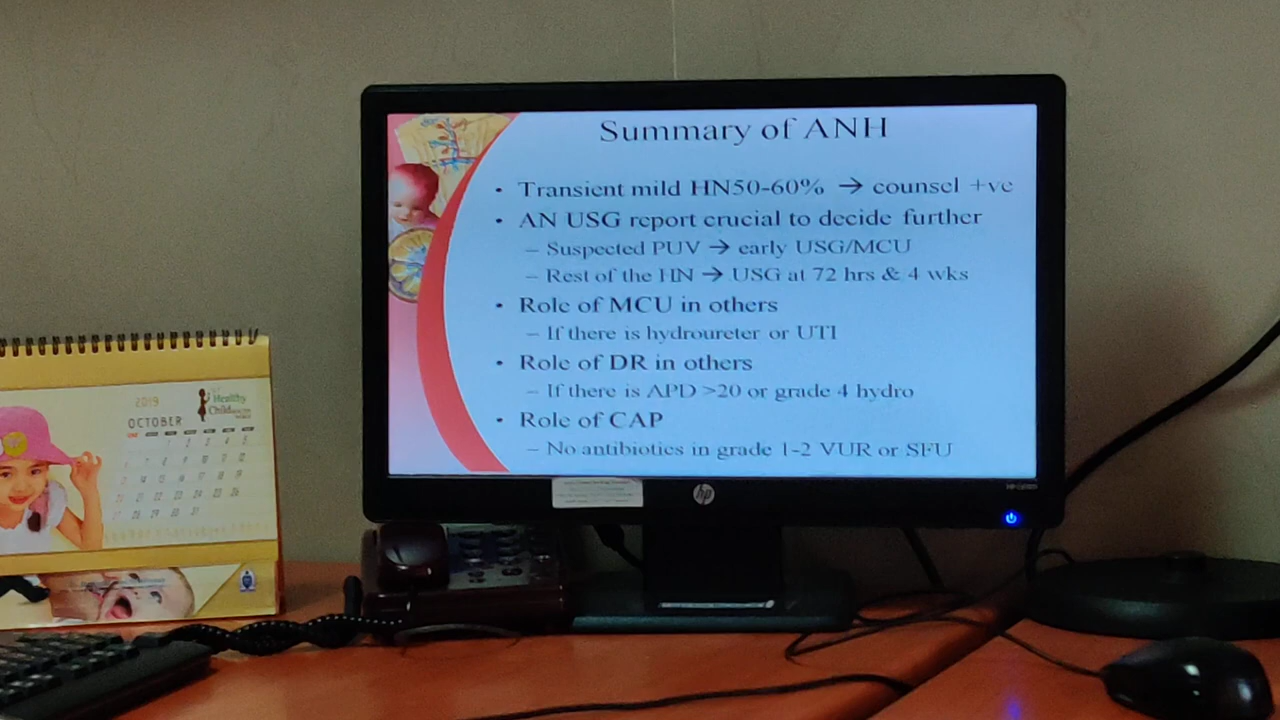 Summary of ANH
• Transient mild HN50-60% → counsel +ve
• AN USG report crucial to decide further
– Suspected PUV → early USG/MCU
– Rest of the HN → USG at 72 hrs & 4 wks
• Role of MCU in others
– If there is hydroureter or UTI
• Role of DR in others
– If there is APD >20 or grade 4 hydro
• Role of CAP
– No antibiotics in grade 1-2 VUR or SFU
hp
2019
Healthy
Child
OCTOBER